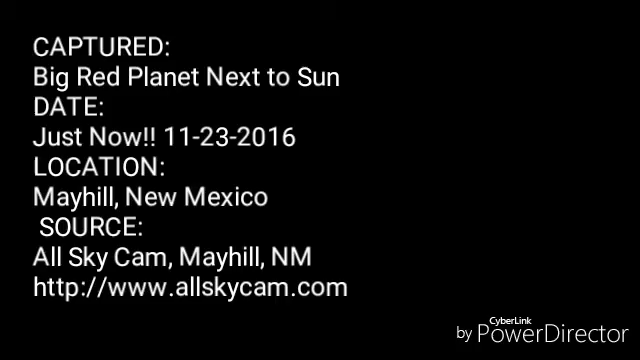 CAPTURED:
Big Red Planet Next to Sun
DATE:
Just Now!! 11-23-2016
LOCATION:
Mayhill, New Mexico
SOURCE:
All Sky Cam, Mayhill, NM
http://www.allskycam.com
CyberLink
by PowerDirector